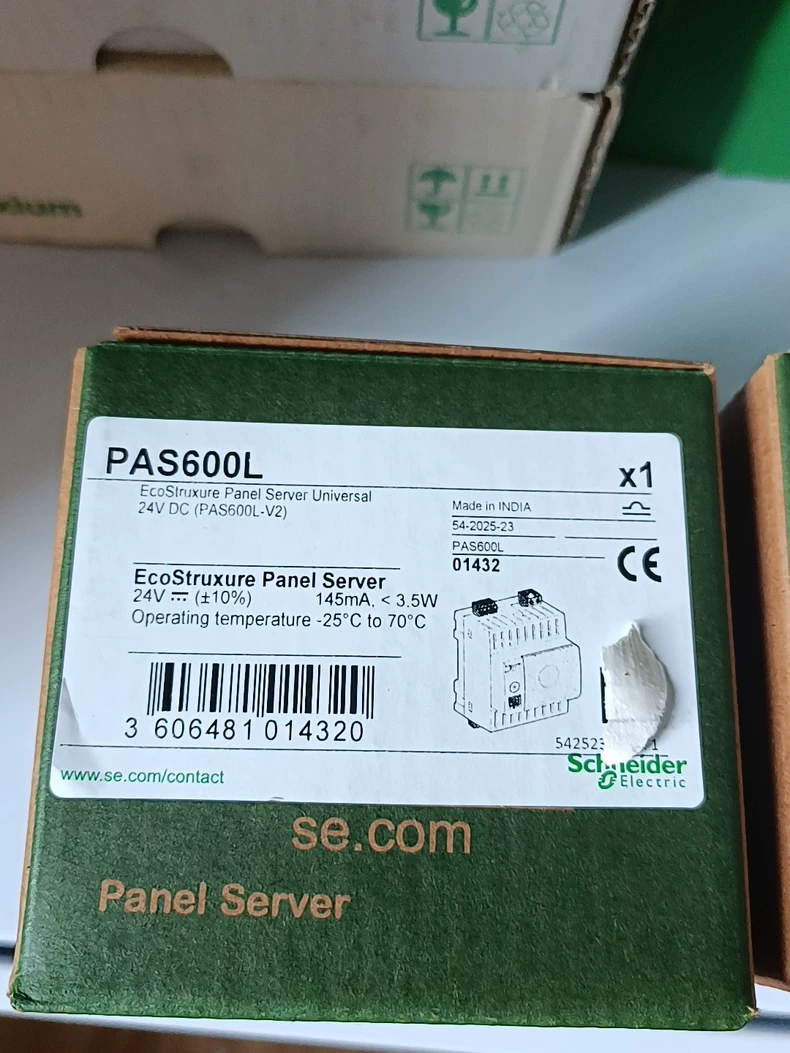 PAS600L
x1
EcoStruxure Panel Server Universal
24V DC (PAS600L-V2)
Made in INDIA
54-2025-23
PAS600L
01432
CE
EcoStruxure Panel Server
24V (±10%) 145mA, < 3.5W
Operating temperature -25°C to 70°C
3 606481 014320
www.se.com/contact
Schneider
Electric
se.com
Panel Server